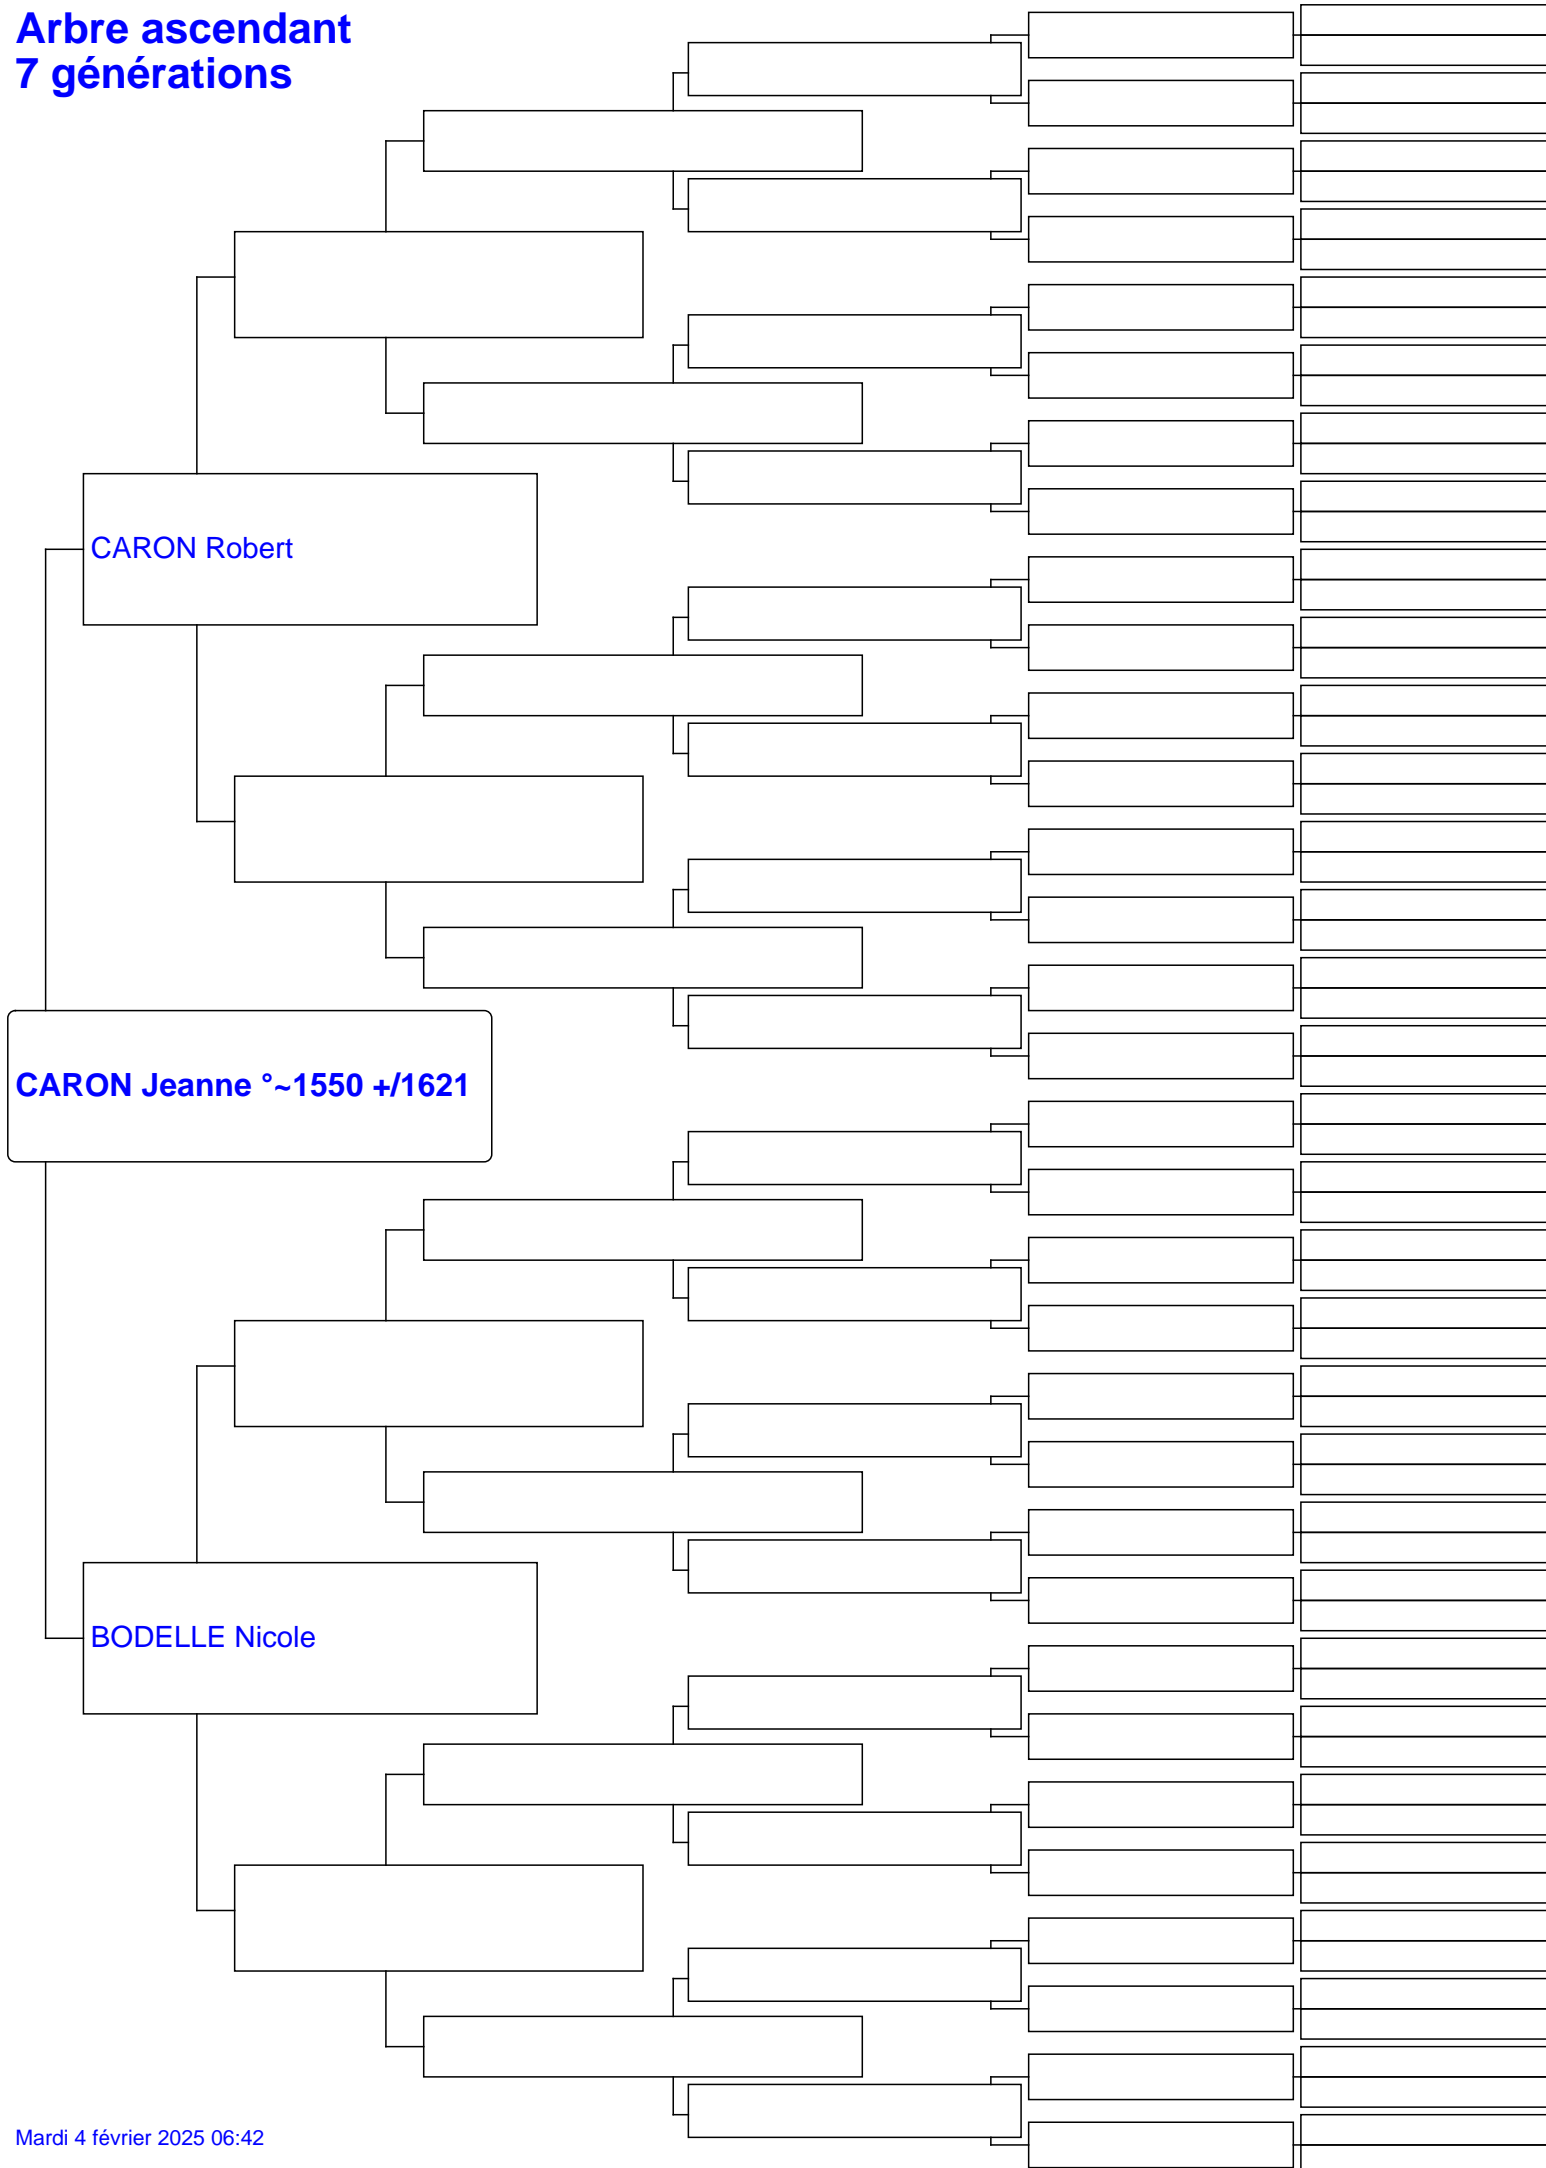 Arbre ascendant
7 générations
CARON Robert
CARON Jeanne °~1550 +/1621
BODELLE Nicole
Mardi 4 février 2025 06:42